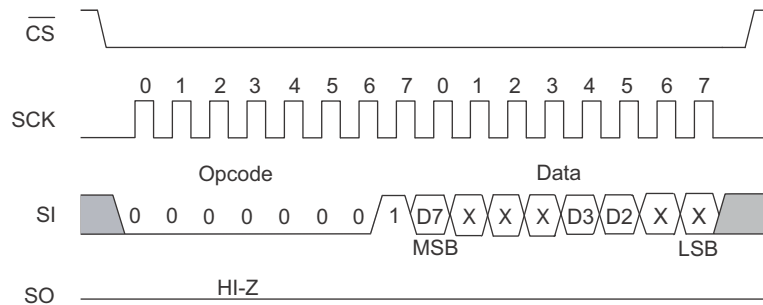 CS
0 1 2 3 4 5 6 7 0 1 2 3 4 5 6 7
SCK
Opcode Data
SI 0 0 0 0 0 0 0 1 D7 X X X D3 D2 X X
MSB LSB
HI-Z
SO